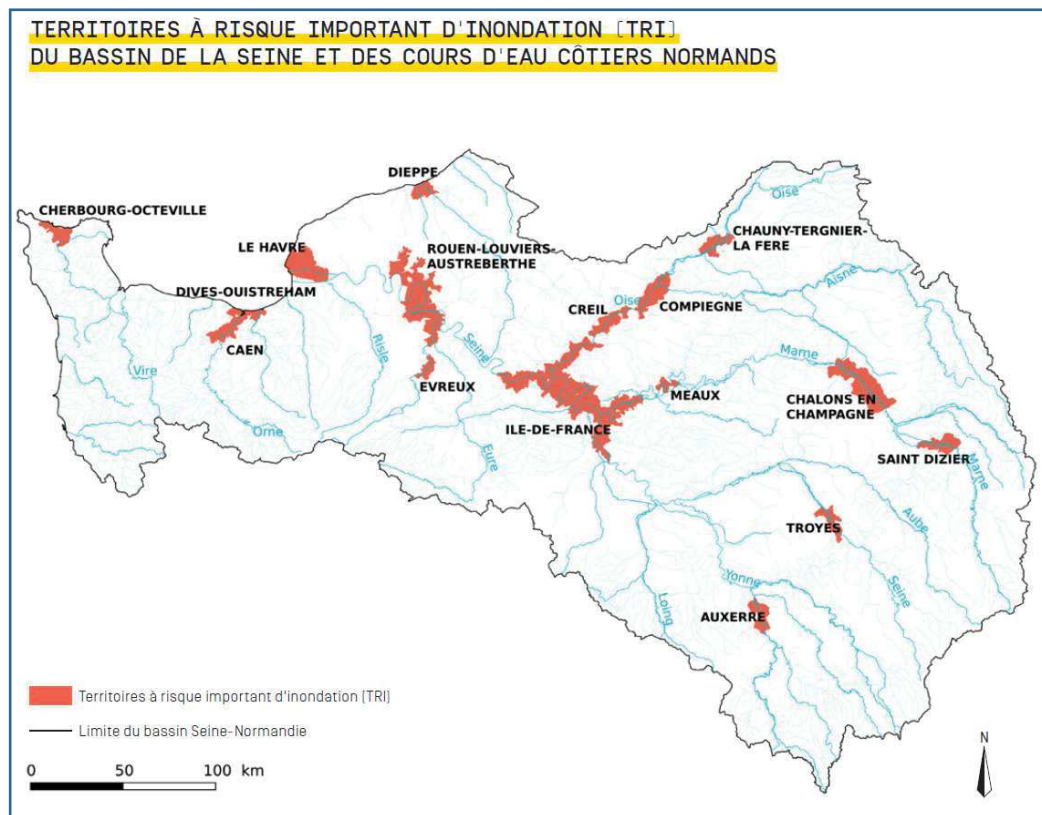 TERRITOIRES À RISQUE IMPORTANT D'INONDATION [TRI]
DU BASSIN DE LA SEINE ET DES COURS D'EAU CÔTIERS NORMANDS
DIEPPE
Oise
CHERBOURG-OCTEVILLE
CHAUNY-TERGNIER-
LA FERE
LE HAVRE
ROUEN-LOUVIERS-
AUSTREBERTHE
Aisne
DIVES-OUISTREHAM
Oise
COMPIEGNE
CREIL
CAEN
Risle
Seine
Marne
Vire
EVREUX
MEAUX
CHALONS EN
CHAMPAGNE
Orne
ILE-DE-FRANCE
Eure
SAINT DIZIER
Marne
TROYES
Aube
Yonne
Seine
Loing
AUXERRE
Territoires à risque important d'inondation [TRI]
Limite du bassin Seine-Normandie
N
0 50 100 km